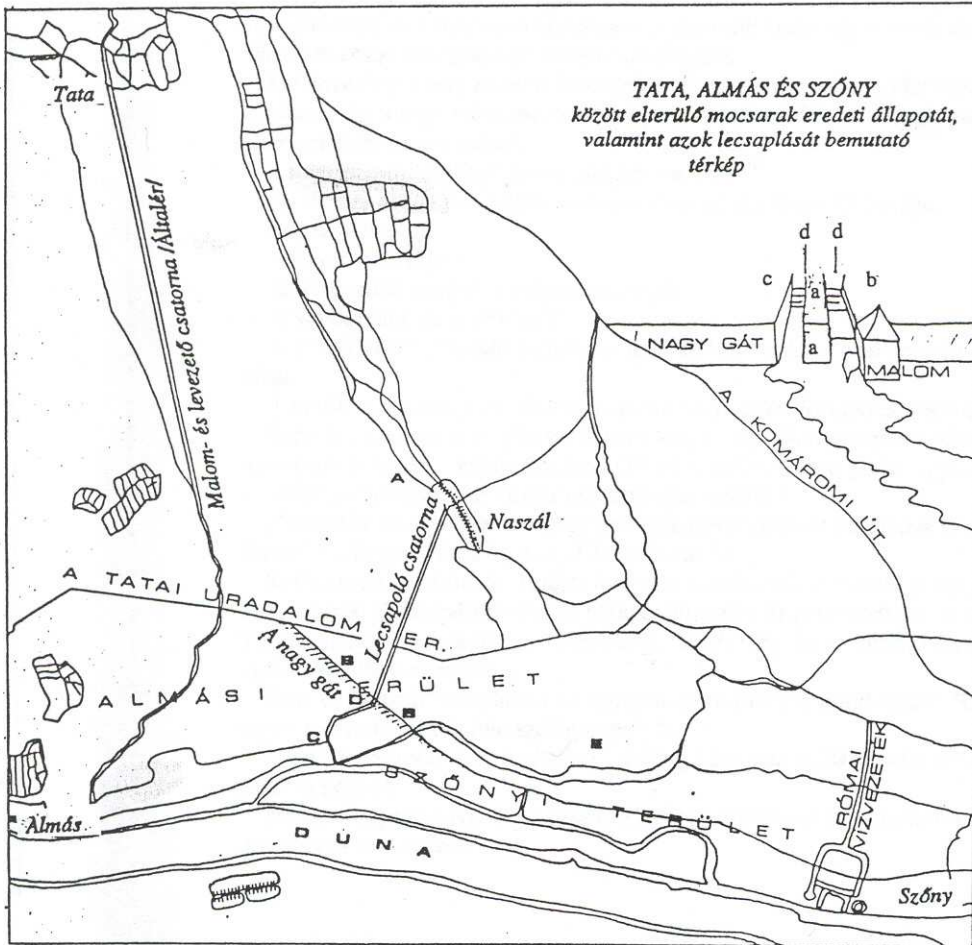 TATA, ALMÁS ÉS SZŐNY
között elterülő mocsarak eredeti állapotát,
valamint azok lecsaplását bemutató
térkép
Tata
d d
c a b
a
NAGY GÁT
MALOM
A KOMÁROMI ÚT
Malom- és levezető csatorna /Általér/
A
Naszál
Lecsapoló csatorna
A TATAI URADALOM TER.
A nagy gát
B
ALMÁSI TERÜLET
D
B
C
SZŐNYI TERÜLET
RÓMAI
VIZVEZETÉK
Almás
DUNA
Szőny